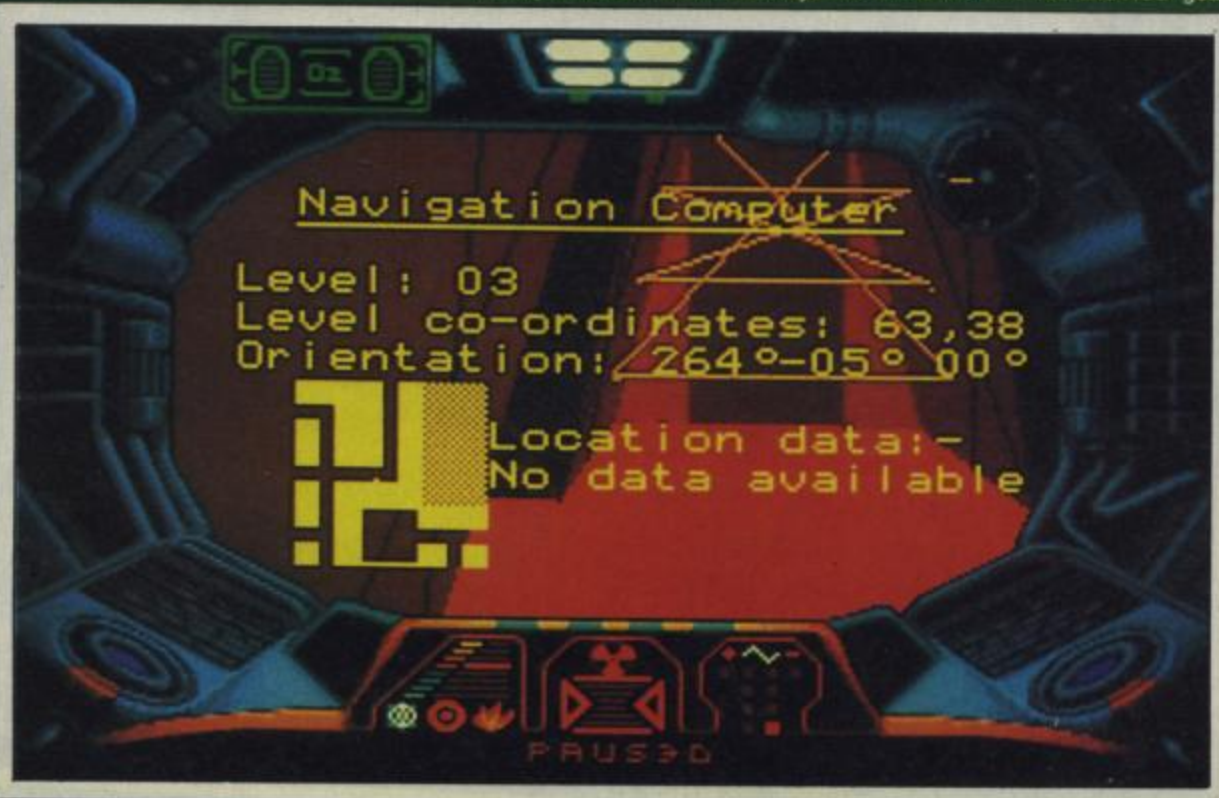 O2
Navigation Computer
Level: 03
Level co-ordinates: 63,38
Orientation: 264°-05° 00°
Location data:-
No data available
PAUSED